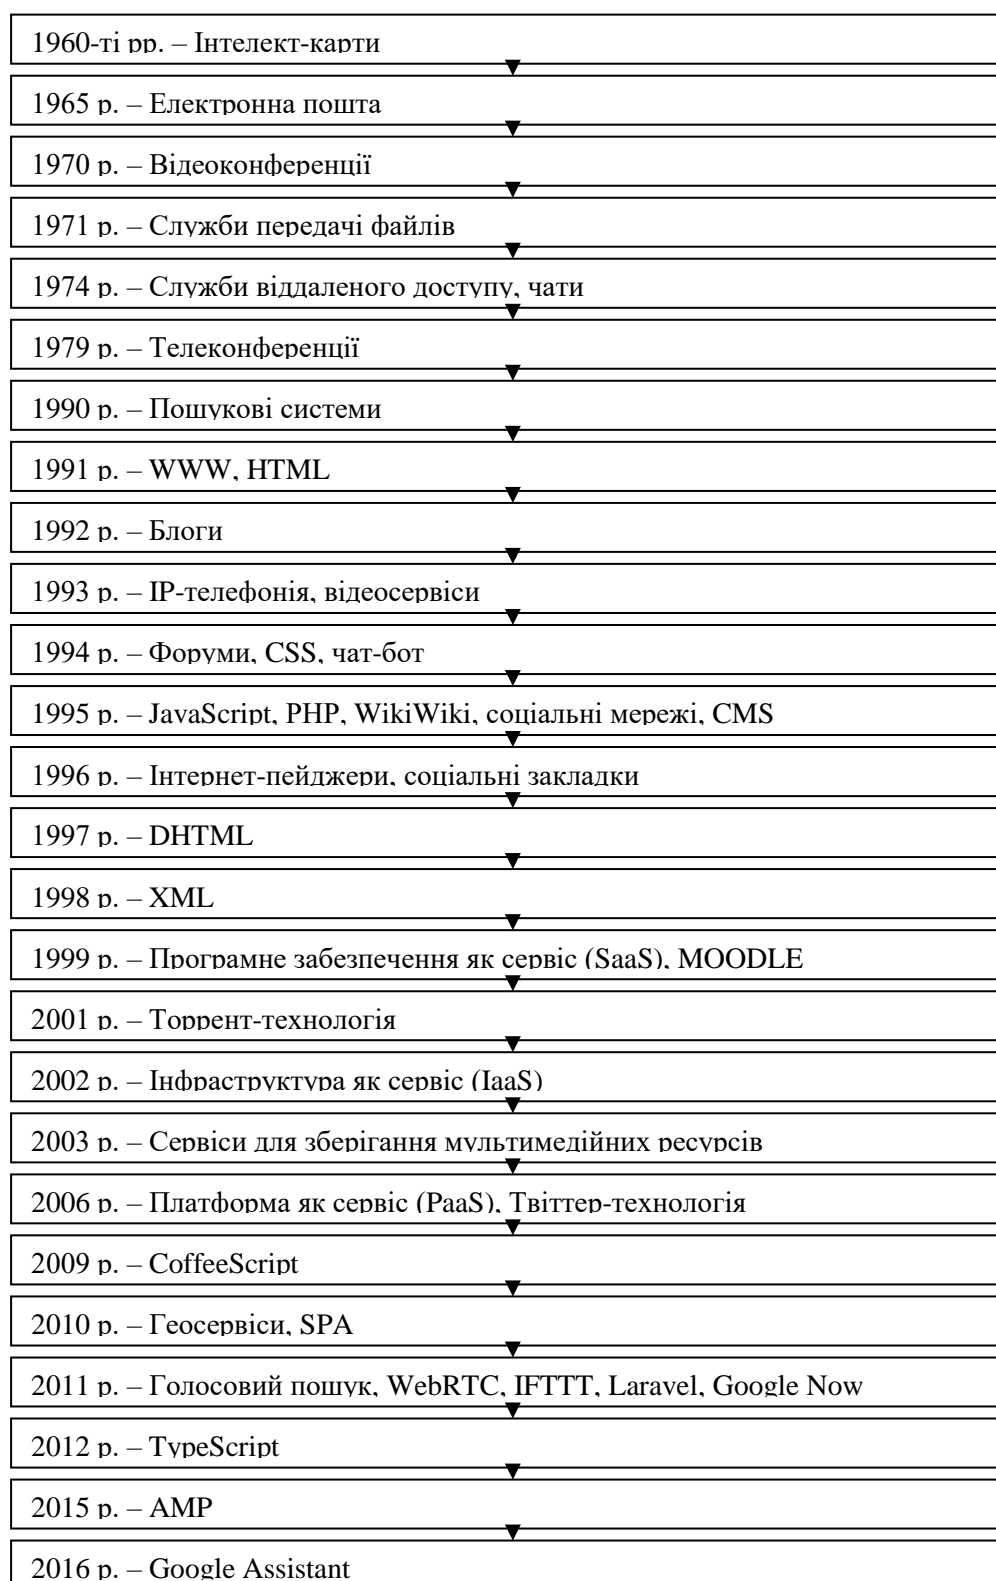 1960-ті рр. – Інтелект-карти
1965 р. – Електронна пошта
1970 р. – Відеоконференції
1971 р. – Служби передачі файлів
1974 р. – Служби віддаленого доступу, чати
1979 р. – Телеконференції
1990 р. – Пошукові системи
1991 р. – WWW, HTML
1992 р. – Блоги
1993 р. – IP-телефонія, відеосервіси
1994 р. – Форуми, CSS, чат-бот
1995 р. – JavaScript, PHP, WikiWiki, соціальні мережі, CMS
1996 р. – Інтернет-пейджери, соціальні закладки
1997 р. – DHTML
1998 р. – XML
1999 р. – Програмне забезпечення як сервіс (SaaS), MOODLE
2001 р. – Торрент-технологія
2002 р. – Інфраструктура як сервіс (IaaS)
2003 р. – Сервіси для зберігання мультимедійних ресурсів
2006 р. – Платформа як сервіс (PaaS), Твіттер-технологія
2009 р. – CoffeeScript
2010 р. – Геосервіси, SPA
2011 р. – Голосовий пошук, WebRTC, IFTTT, Laravel, Google Now
2012 р. – TypeScript
2015 р. – AMP
2016 р. – Google Assistant